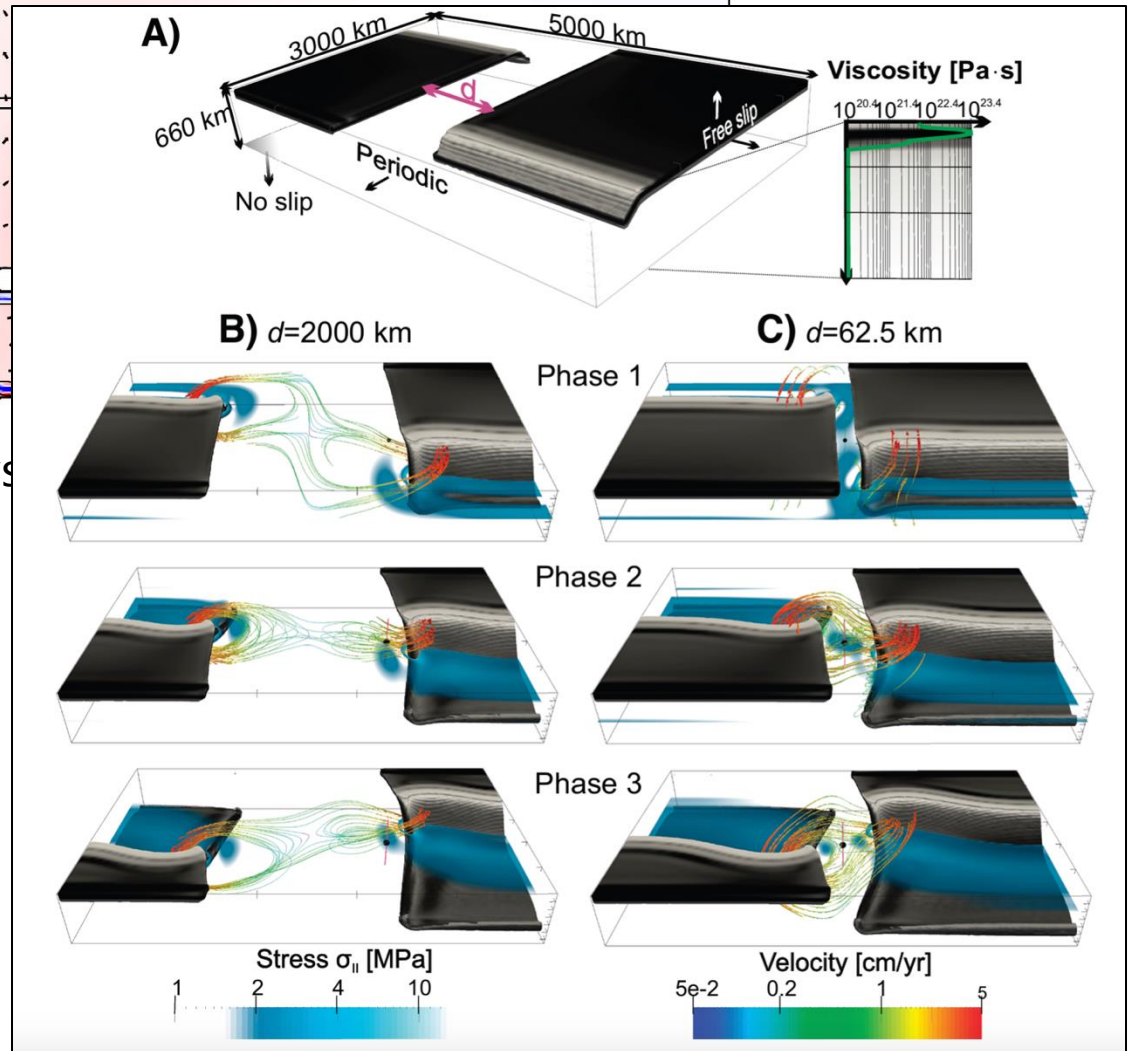 A)
3000 km
5000 km
660 km
d
Free slip
Periodic
No slip
Viscosity [Pa·s]
10^20.4 10^21.4 10^22.4 10^23.4
B) d=2000 km
C) d=62.5 km
Phase 1
Phase 2
Phase 3
Stress σ_II [MPa]
1 2 4 10
Velocity [cm/yr]
5e-2 0.2 1 5